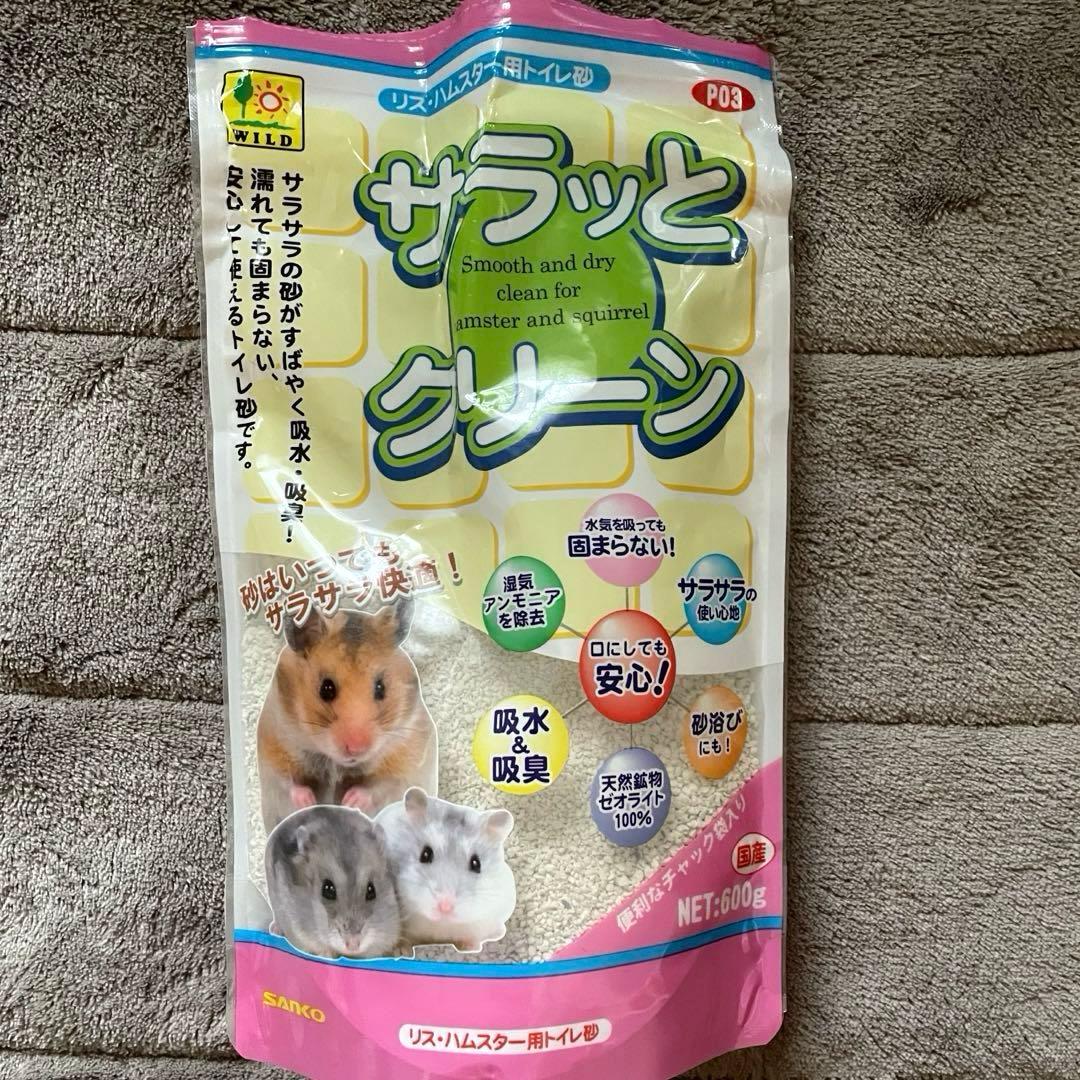 リス・ハムスター用トイレ砂
P03
WILD
サラッと
Smooth and dry
clean for
amster and squirrel
クリーン
サラサラの砂がすばやく吸水・吸臭!
濡れても固まらない、
安心して使えるトイレ砂です。
砂はいつでも
サラサラ快適!
水気を吸っても
固まらない!
湿気
アンモニア
を除去
サラサラの
使い心地
口にしても
安心!
吸水
&
吸臭
砂浴び
にも!
天然鉱物
ゼオライト
100%
便利なチャック袋入り
国産
NET:600g
SANKO
リス・ハムスター用トイレ砂